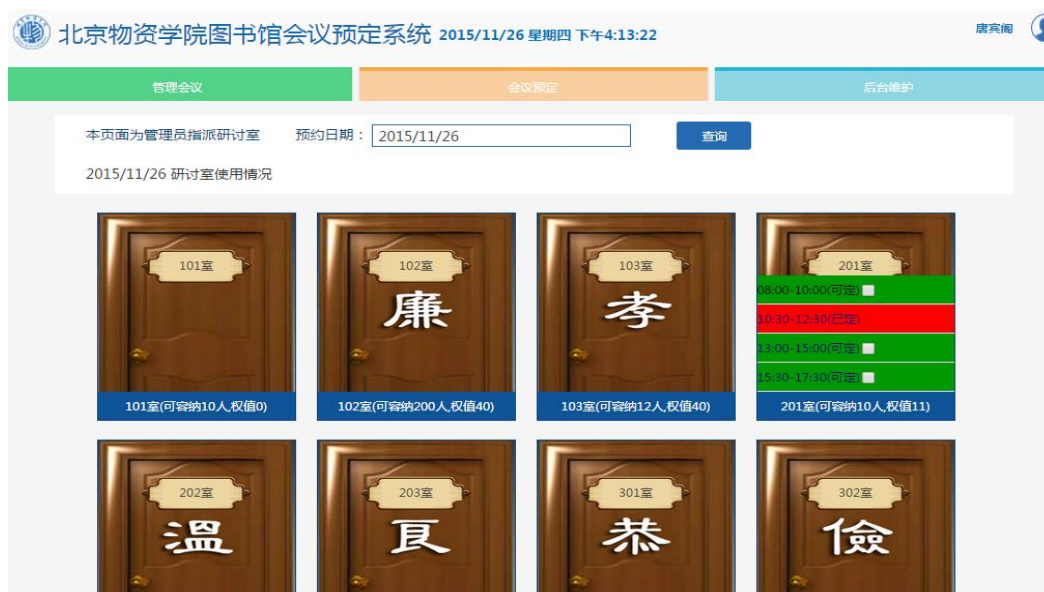 北京物资学院图书馆会议预定系统 2015/11/26 星期四 下午4:13:22
唐宾阁
管理会议 会议预定 后台维护
本页面为管理员指派研讨室 预约日期： 2015/11/26 查询
2015/11/26 研讨室使用情况
101室 102室 103室 201室
廉 孝
08:00-10:00(可定)
10:30-12:30(已定)
13:00-15:00(可定)
15:30-17:30(可定)
101室(可容纳10人,权值0) 102室(可容纳200人,权值40) 103室(可容纳12人,权值40) 201室(可容纳10人,权值11)
202室 203室 301室 302室
溫 良 恭 儉